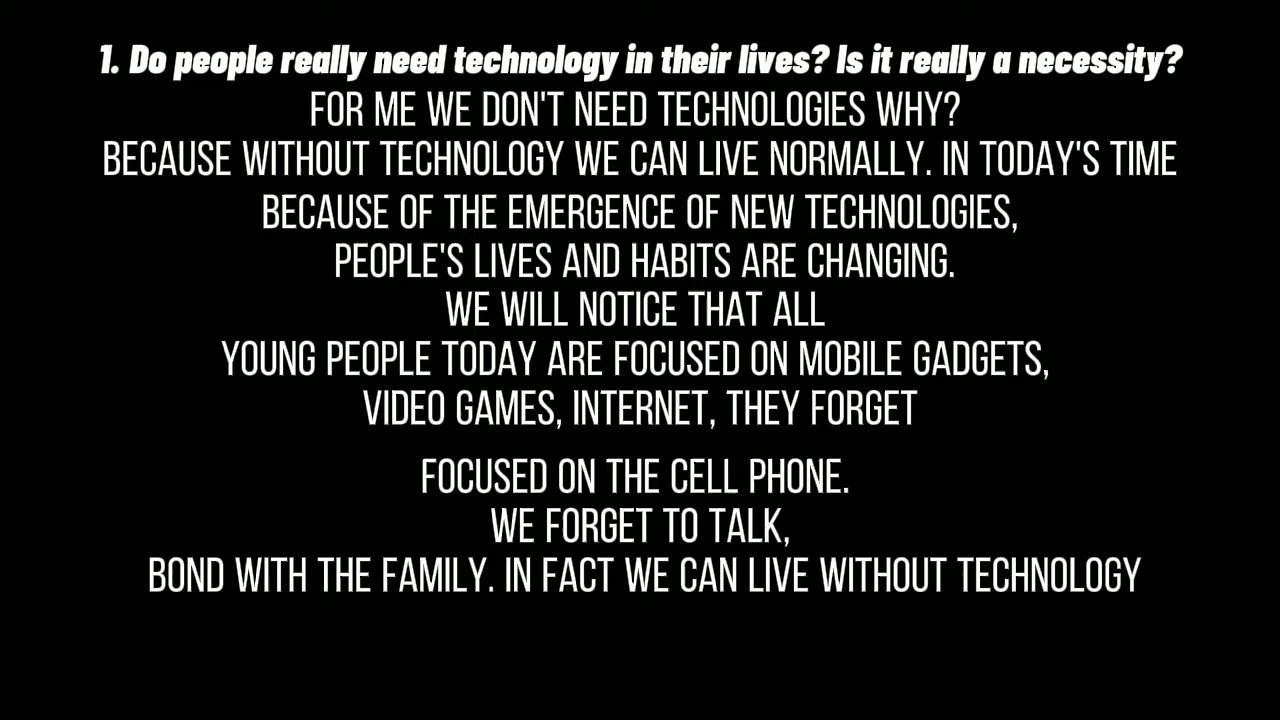 1. Do people really need technology in their lives? Is it really a necessity?
FOR ME WE DON'T NEED TECHNOLOGIES WHY?
BECAUSE WITHOUT TECHNOLOGY WE CAN LIVE NORMALLY. IN TODAY'S TIME
BECAUSE OF THE EMERGENCE OF NEW TECHNOLOGIES,
PEOPLE'S LIVES AND HABITS ARE CHANGING.
WE WILL NOTICE THAT ALL
YOUNG PEOPLE TODAY ARE FOCUSED ON MOBILE GADGETS,
VIDEO GAMES, INTERNET, THEY FORGET
FOCUSED ON THE CELL PHONE.
WE FORGET TO TALK,
BOND WITH THE FAMILY. IN FACT WE CAN LIVE WITHOUT TECHNOLOGY